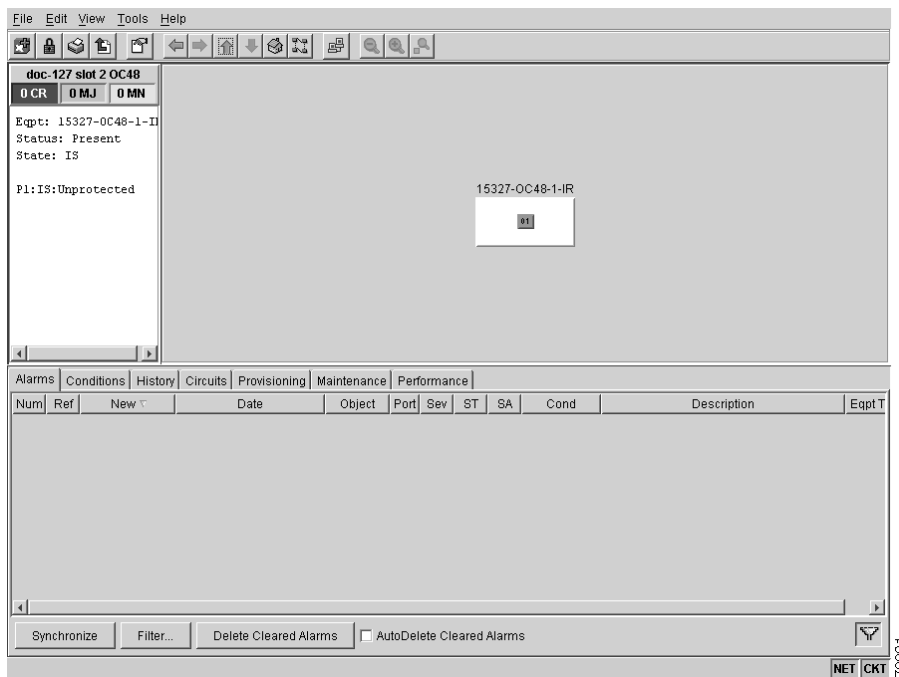 File Edit View Tools Help
doc-127 slot 2 OC48
0 CR 0 MJ 0 MN
Eqpt: 15327-OC48-1-I
Status: Present
State: IS
P1:IS:Unprotected
15327-OC48-1-IR
01
Alarms Conditions History Circuits Provisioning Maintenance Performance
Num Ref New Date Object Port Sev ST SA Cond Description Eqpt T
Synchronize Filter... Delete Cleared Alarms AutoDelete Cleared Alarms
NET CKT